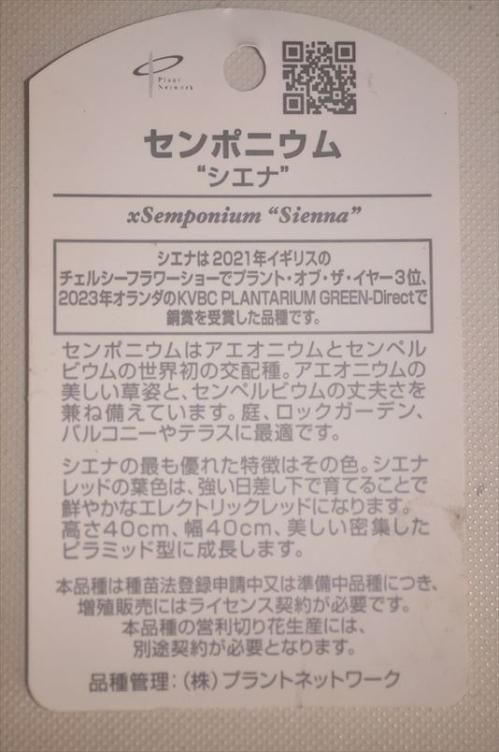 Plant
Network
センポニウム
“シエナ”
xSemponium “Sienna”
シエナは2021年イギリスの
チェルシーフラワーショーでプラント・オブ・ザ・イヤー3位、
2023年オランダのKVBC PLANTARIUM GREEN-Directで
銅賞を受賞した品種です。
センポニウムはアエオニウムとセンペル
ビウムの世界初の交配種。アエオニウムの
美しい草姿と、センペルビウムの丈夫さを
兼ね備えています。庭、ロックガーデン、
バルコニーやテラスに最適です。
シエナの最も優れた特徴はその色。シエナ
レッドの葉色は、強い日差し下で育てることで
鮮やかなエレクトリックレッドになります。
高さ40cm、幅40cm、美しい密集した
ピラミッド型に成長します。
本品種は種苗法登録申請中又は準備中品種につき、
増殖販売にはライセンス契約が必要です。
本品種の営利切り花生産には、
別途契約が必要となります。
品種管理：（株）プラントネットワーク